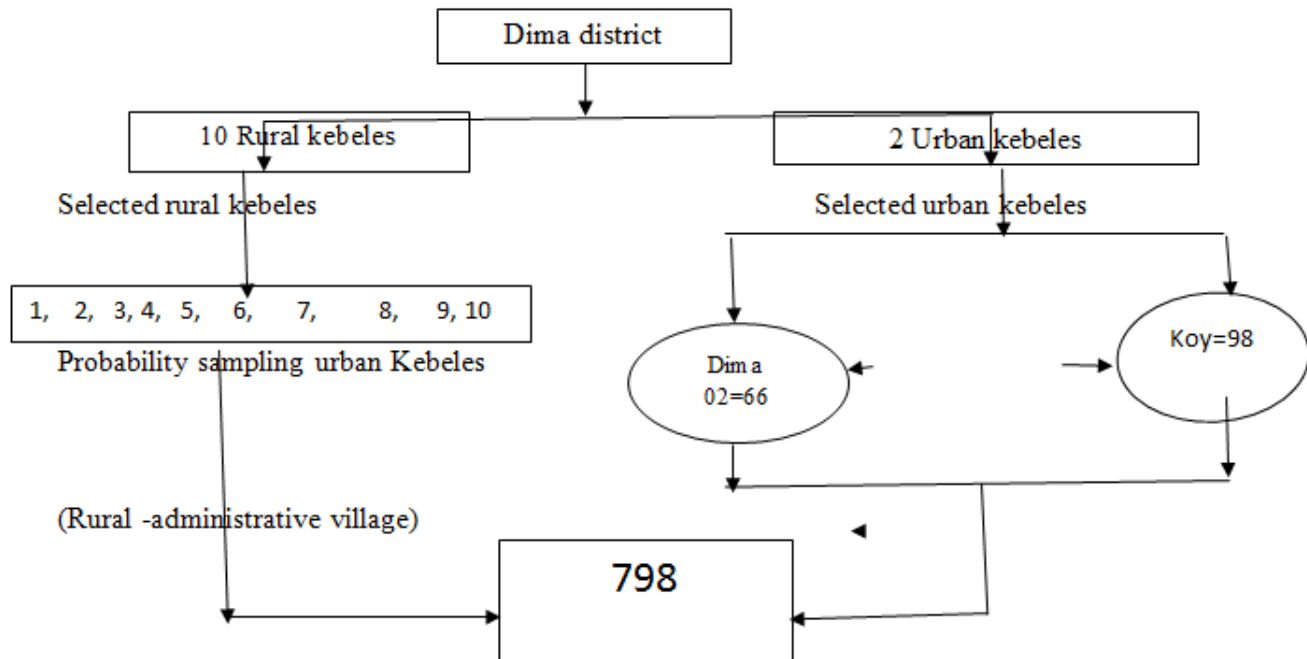 Dima district
10 Rural kebeles
2 Urban kebeles
Selected rural kebeles
Selected urban kebeles
1, 2, 3, 4, 5, 6, 7, 8, 9, 10
Probability sampling urban Kebeles
Dima
02=66
Koy=98
(Rural -administrative village)
798